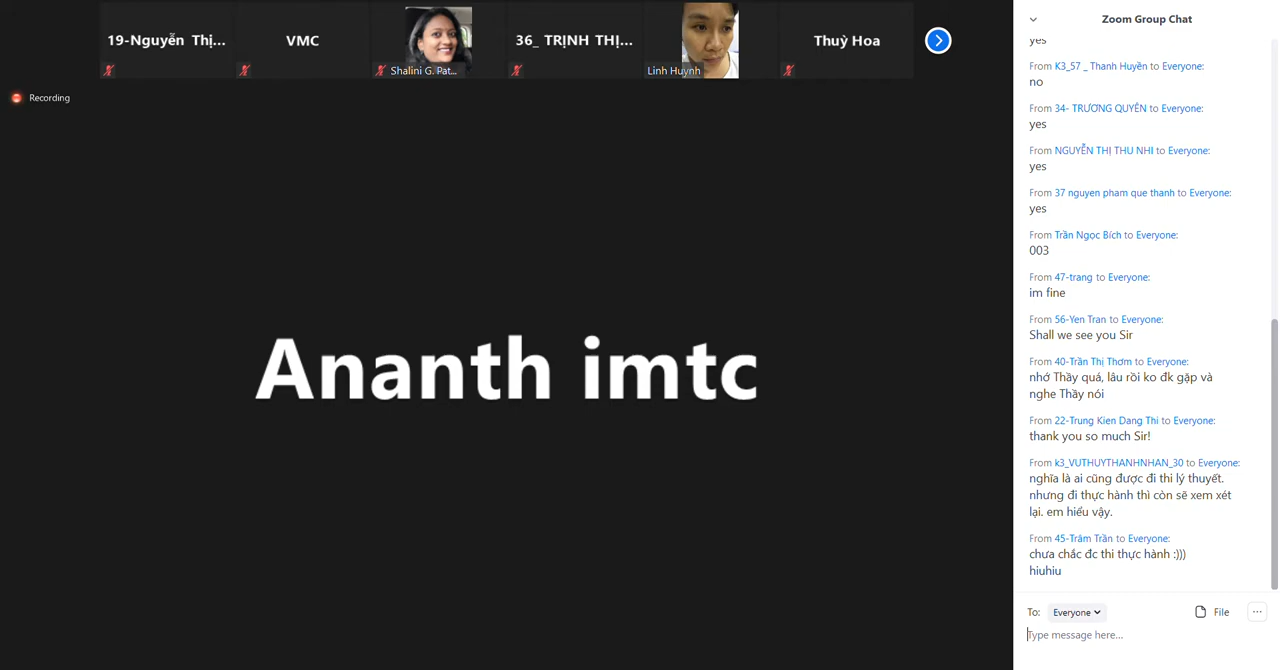 19-Nguyễn Thị...
VMC
Shalini G. Pat...
36_ TRỊNH THỊ...
Linh Huynh
Thuỳ Hoa
Recording
Ananth imtc
Zoom Group Chat
yes
From K3_57 _ Thanh Huyền to Everyone:
no
From 34- TRƯƠNG QUYÊN to Everyone:
yes
From NGUYỄN THỊ THU NHI to Everyone:
yes
From 37 nguyen pham que thanh to Everyone:
yes
From Trần Ngọc Bích to Everyone:
003
From 47-trang to Everyone:
im fine
From 56-Yen Tran to Everyone:
Shall we see you Sir
From 40-Trần Thị Thơm to Everyone:
nhớ Thầy quá, lâu rồi ko đk gặp và
nghe Thầy nói
From 22-Trung Kien Dang Thi to Everyone:
thank you so much Sir!
From k3_VUTHUYTHANHNHAN_30 to Everyone:
nghĩa là ai cũng được đi thi lý thuyết.
nhưng đi thực hành thì còn sẽ xem xét
lại. em hiểu vậy.
From 45-Trâm Trần to Everyone:
chưa chắc đc thi thực hành :)))
hiuhiu
To: Everyone File ...
Type message here...